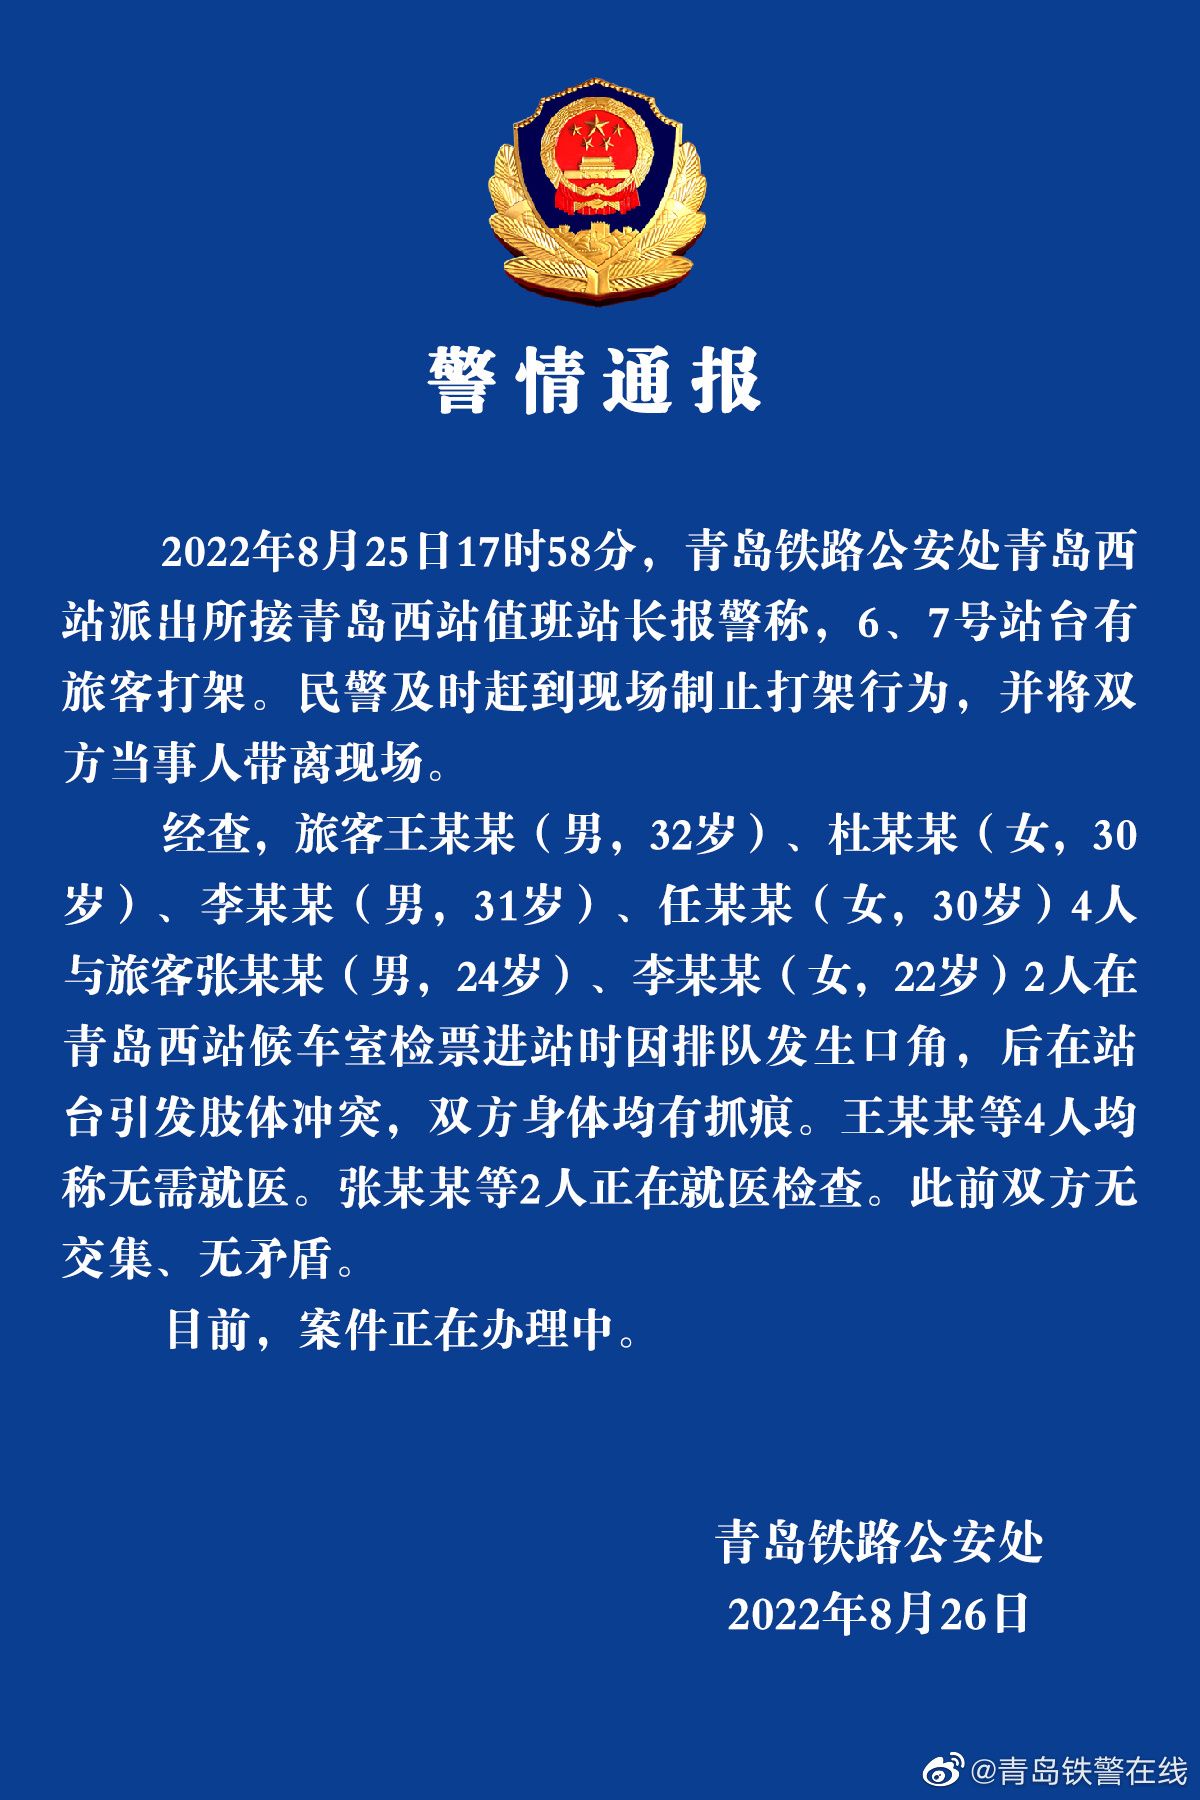 警情通报
2022年8月25日17时58分，青岛铁路公安处青岛西
站派出所接青岛西站值班站长报警称，6、7号站台有
旅客打架。民警及时赶到现场制止打架行为，并将双
方当事人带离现场。
经查，旅客王某某（男，32岁）、杜某某（女，30
岁）、李某某（男，31岁）、任某某（女，30岁）4人
与旅客张某某（男，24岁）、李某某（女，22岁）2人在
青岛西站候车室检票进站时因排队发生口角，后在站
台引发肢体冲突，双方身体均有抓痕。王某某等4人均
称无需就医。张某某等2人正在就医检查。此前双方无
交集、无矛盾。
目前，案件正在办理中。
青岛铁路公安处
2022年8月26日
@青岛铁警在线